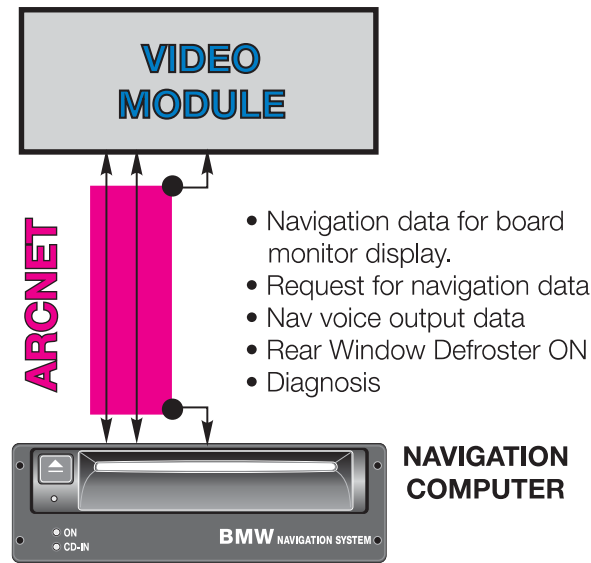 VIDEO
MODULE
ARCNET
• Navigation data for board
monitor display.
• Request for navigation data
• Nav voice output data
• Rear Window Defroster ON
• Diagnosis
NAVIGATION
COMPUTER
ON
CD-IN
BMW NAVIGATION SYSTEM